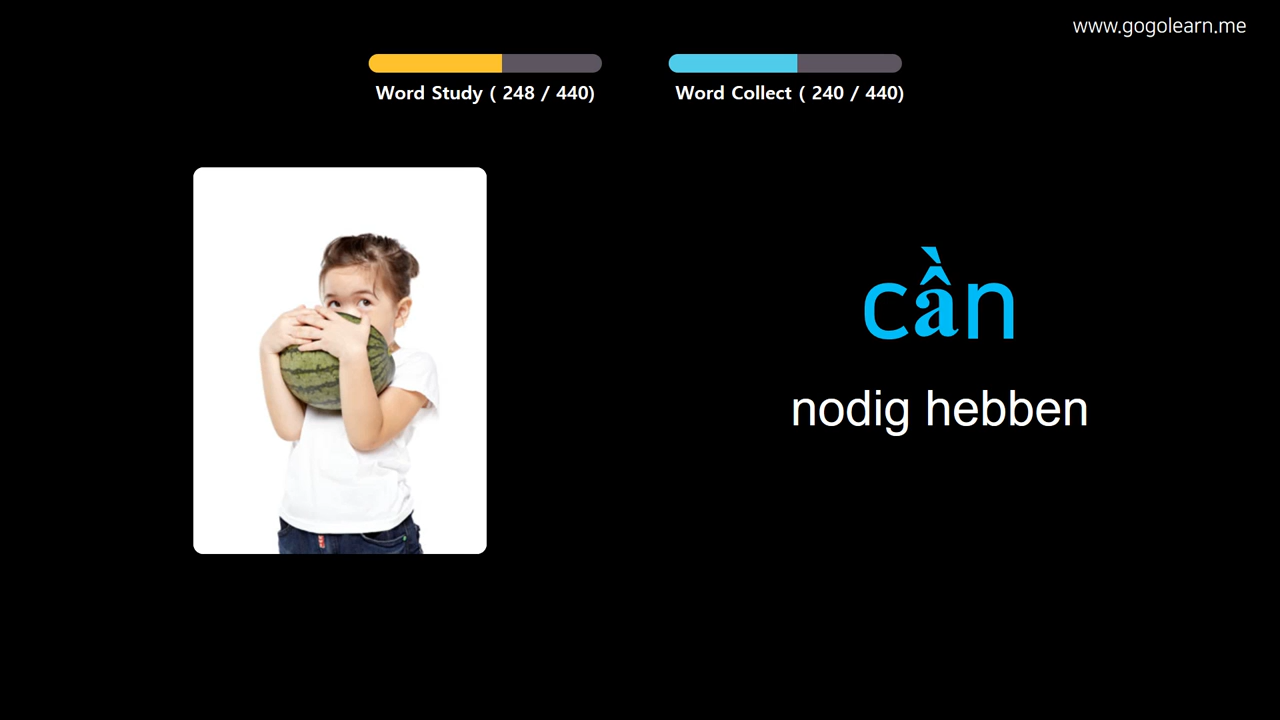 www.gogolearn.me
Word Study ( 248 / 440)
Word Collect ( 240 / 440)
cần
nodig hebben